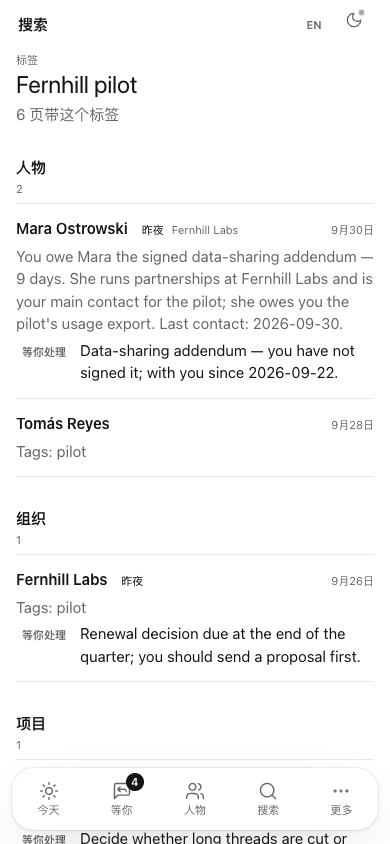 搜索
EN
标签
Fernhill pilot
6 页带这个标签
人物
2
Mara Ostrowski 昨夜 Fernhill Labs 9月30日
You owe Mara the signed data-sharing addendum —
9 days. She runs partnerships at Fernhill Labs and is
your main contact for the pilot; she owes you the
pilot's usage export. Last contact: 2026-09-30.
等你处理 Data-sharing addendum — you have not
signed it; with you since 2026-09-22.
Tomás Reyes 9月28日
Tags: pilot
组织
1
Fernhill Labs 昨夜 9月26日
Tags: pilot
等你处理 Renewal decision due at the end of the
quarter; you should send a proposal first.
项目
1
4
今天 等你 人物 搜索 更多
等你处理 Decide whether long threads are cut or